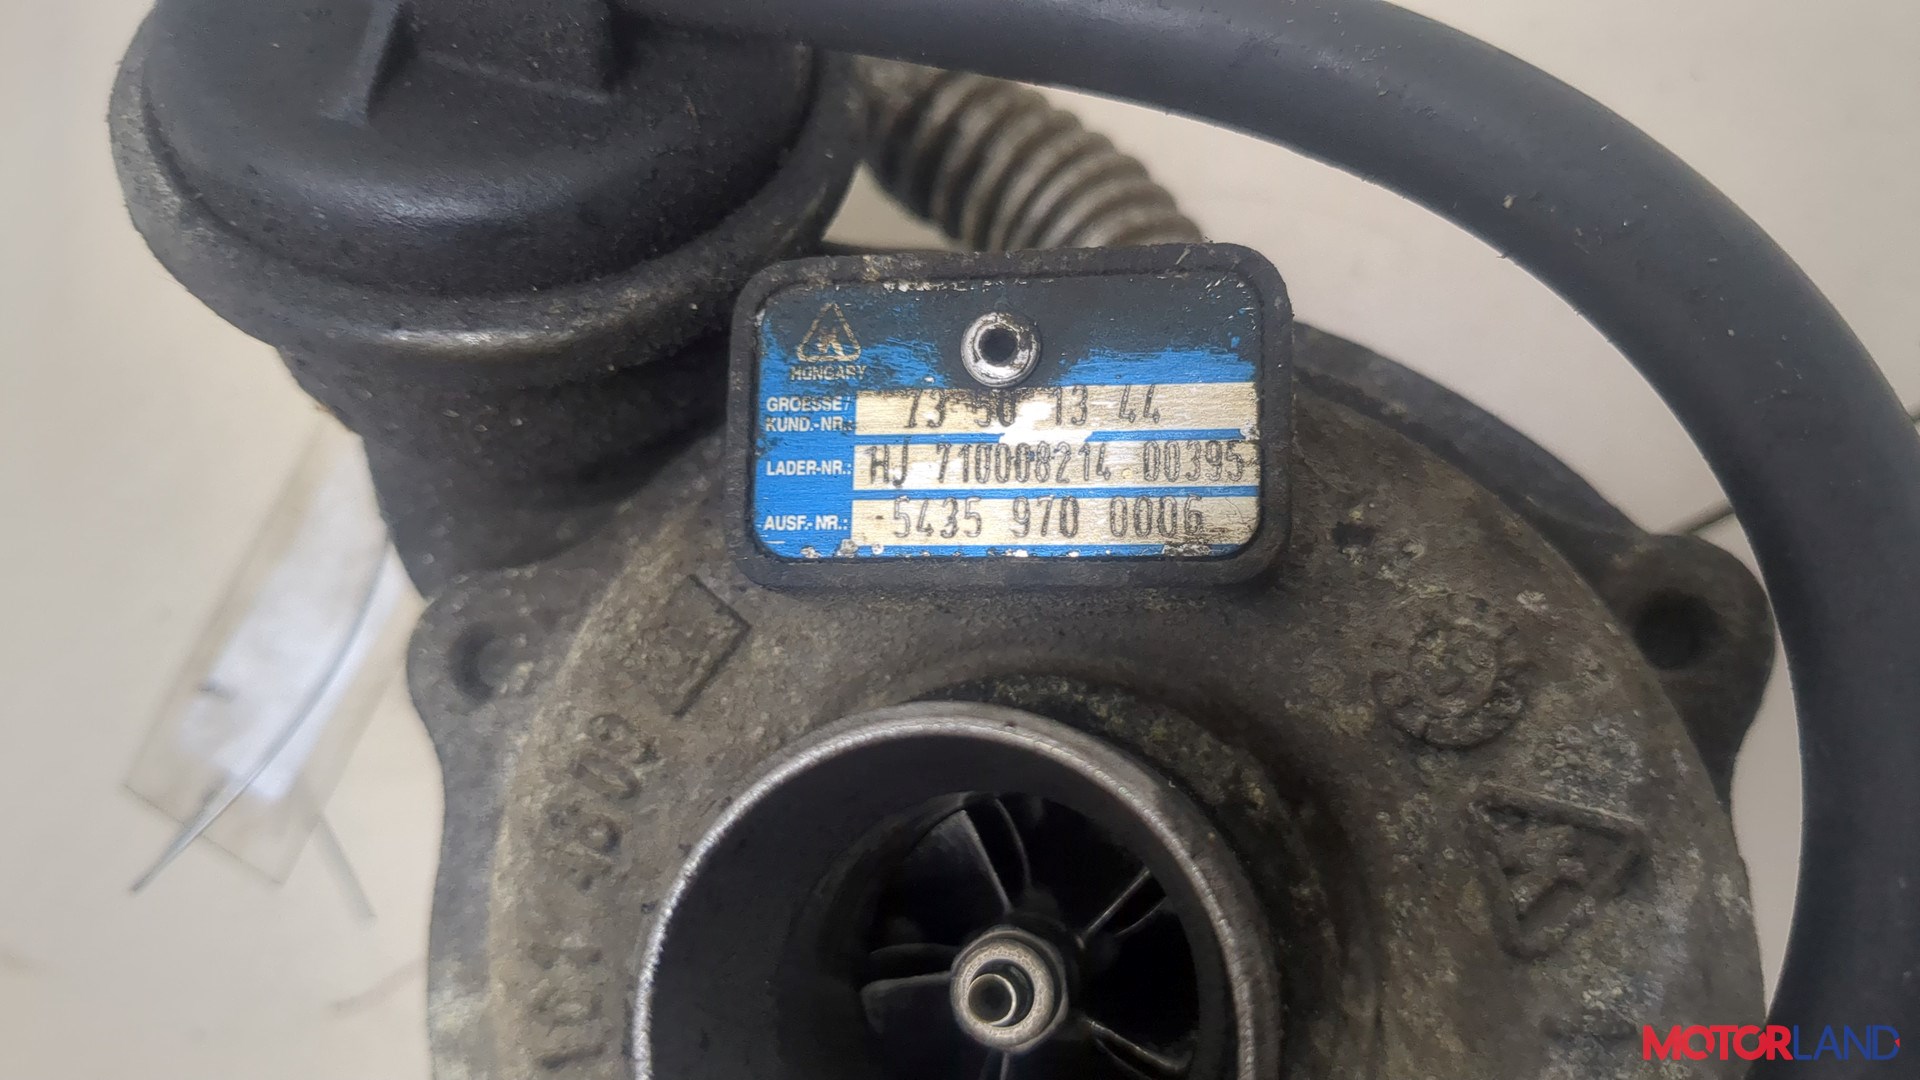 HUNGARY
GROESSE/
KUND.-NR.: 73 50 13 44
LADER-NR.: HJ 710008214 00395
AUSF.-NR.: 5435 970 0006
MOTORLAND